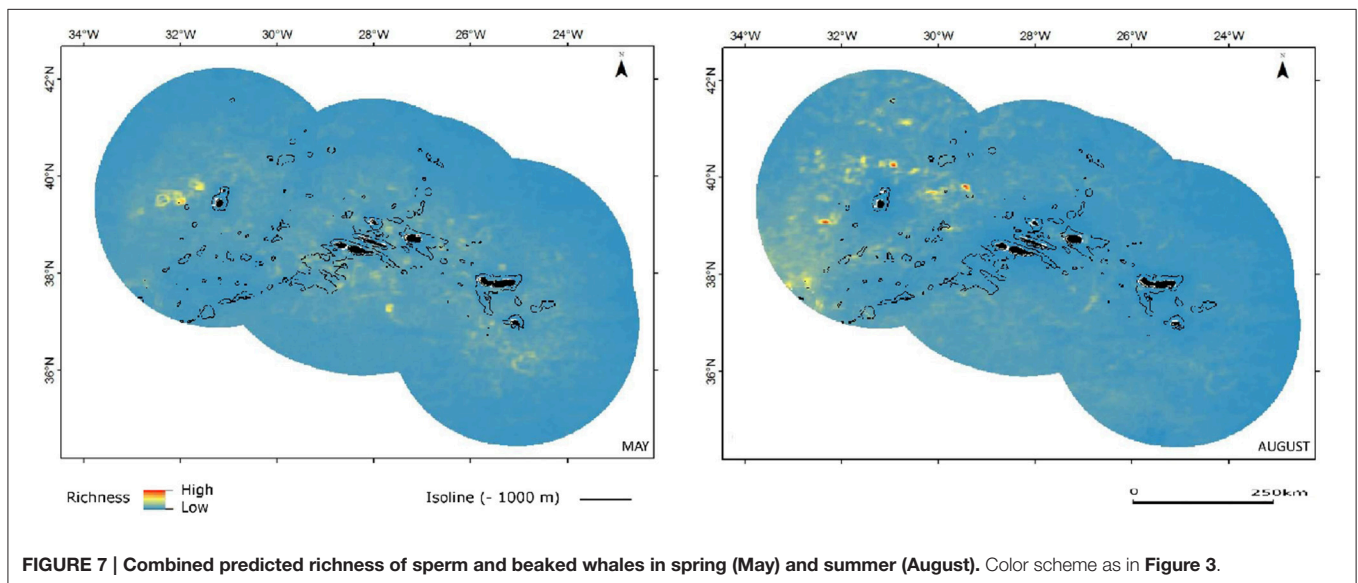 34°W 32°W 30°W 28°W 26°W 24°W
42°N
40°N
38°N
36°N
N
MAY
34°W 32°W 30°W 28°W 26°W 24°W
42°N
40°N
38°N
36°N
N
AUGUST
Richness High
Low
Isoline (- 1000 m)
0 250km
FIGURE 7 | Combined predicted richness of sperm and beaked whales in spring (May) and summer (August). Color scheme as in Figure 3.